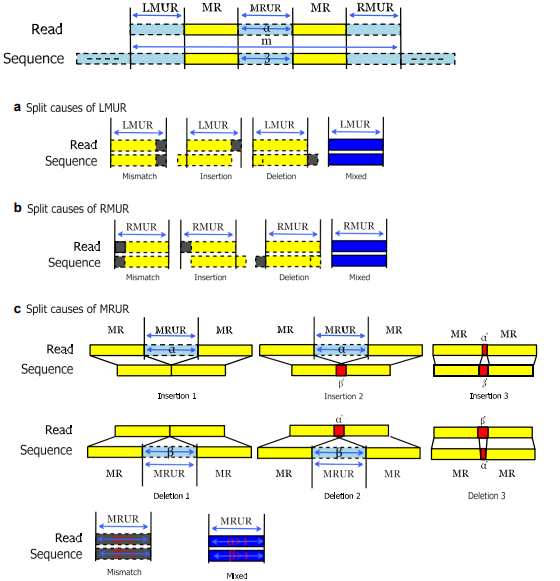 LMUR MR MRUR MR RMUR
Read α
m
Sequence β
a Split causes of LMUR
LMUR LMUR LMUR LMUR
Read
Sequence
Mismatch Insertion Deletion Mixed
b Split causes of RMUR
RMUR RMUR RMUR RMUR
Read
Sequence
Mismatch Insertion Deletion Mixed
c Split causes of MRUR
MR MRUR MR MR MRUR MR MR α' MR
Read α α
Sequence
β' β'
Insertion 1 Insertion 2 Insertion 3
α' β'
Read
Sequence β β
α'
MR MRUR MR MR MRUR MR MR MR
Deletion 1 Deletion 2 Deletion 3
MRUR MRUR
Read α>1
Sequence β>1
Mismatch Mixed